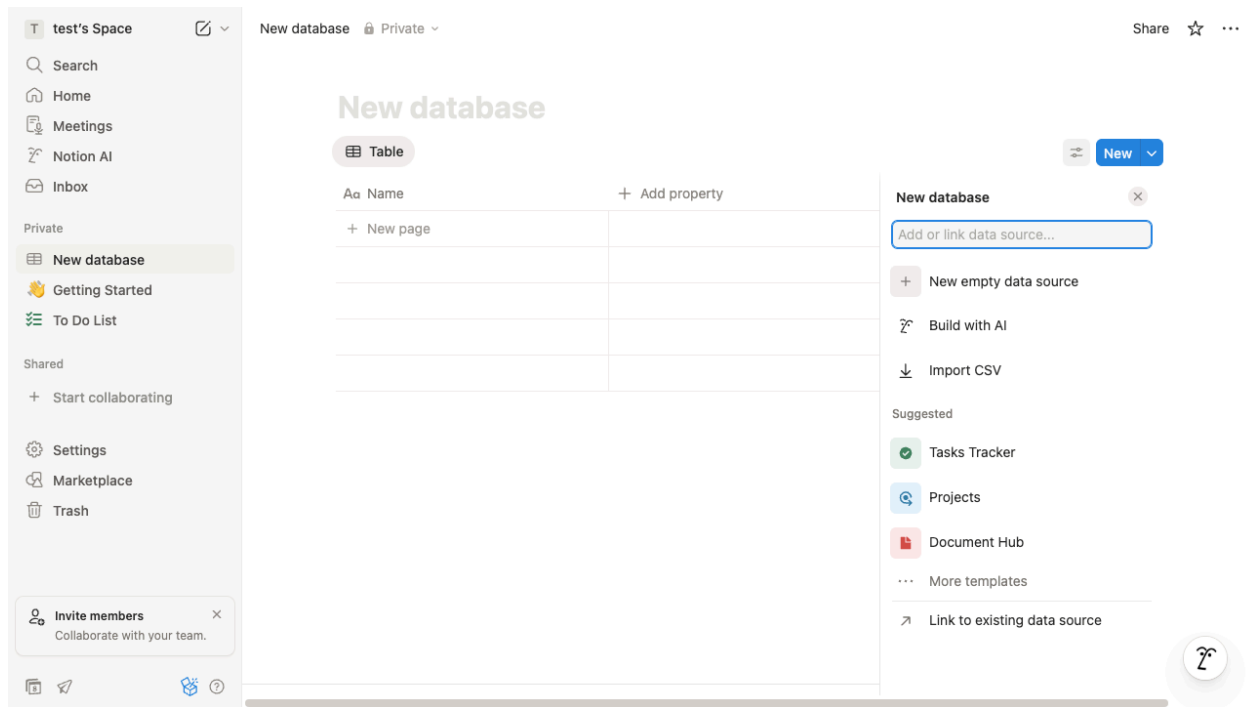 T test's Space
Search
Home
Meetings
Notion AI
Inbox
Private
New database
Getting Started
To Do List
Shared
Start collaborating
Settings
Marketplace
Trash
Invite members
Collaborate with your team.
New database Private
Share
New database
Table
New
Aa Name
Add property
New page
New database
Add or link data source...
New empty data source
Build with AI
Import CSV
Suggested
Tasks Tracker
Projects
Document Hub
More templates
Link to existing data source